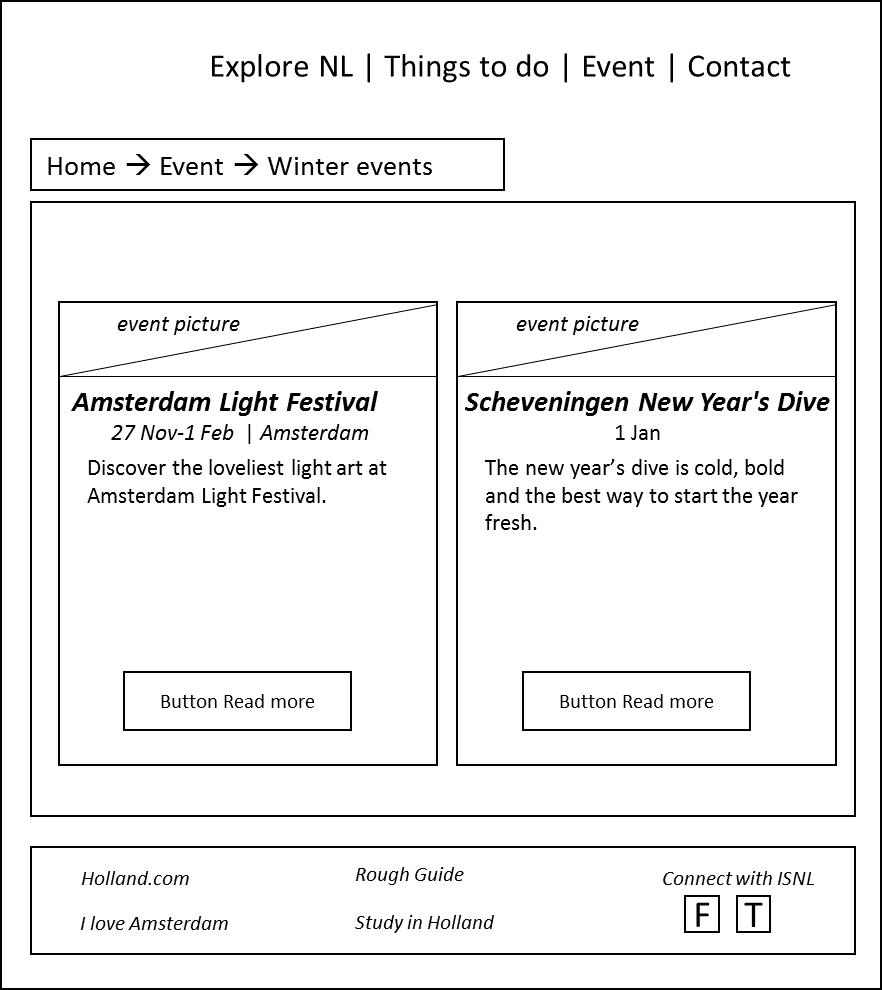 Explore NL | Things to do | Event | Contact
Home → Event → Winter events
event picture
Amsterdam Light Festival
27 Nov-1 Feb | Amsterdam
Discover the loveliest light art at
Amsterdam Light Festival.
Button Read more
event picture
Scheveningen New Year's Dive
1 Jan
The new year’s dive is cold, bold
and the best way to start the year
fresh.
Button Read more
Holland.com
I love Amsterdam
Rough Guide
Study in Holland
Connect with ISNL
F T